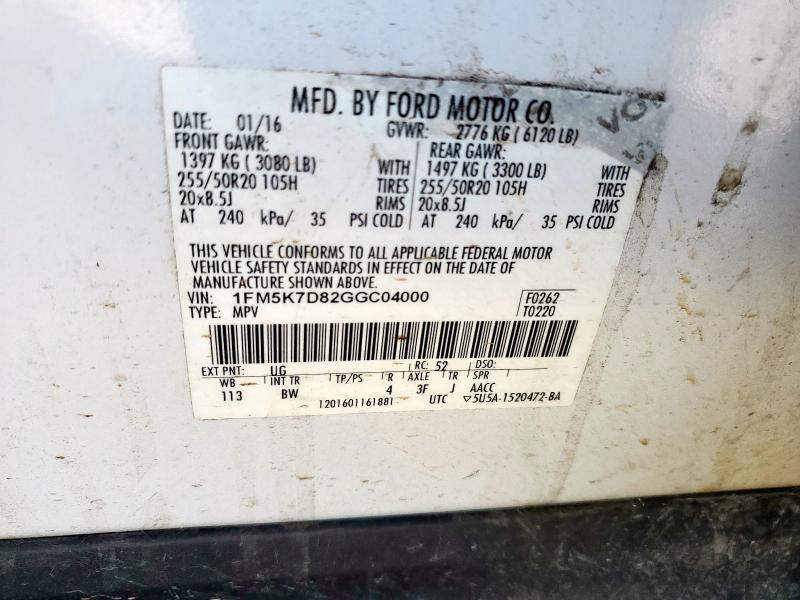 MFD. BY FORD MOTOR CO.
DATE: 01/16 GVWR: 2776 KG ( 6120 LB)
FRONT GAWR: REAR GAWR:
1397 KG ( 3080 LB) WITH 1497 KG ( 3300 LB) WITH
255/50R20 105H TIRES 255/50R20 105H TIRES
20x8.5J RIMS 20x8.5J RIMS
AT 240 kPa/ 35 PSI COLD AT 240 kPa/ 35 PSI COLD
THIS VEHICLE CONFORMS TO ALL APPLICABLE FEDERAL MOTOR
VEHICLE SAFETY STANDARDS IN EFFECT ON THE DATE OF
MANUFACTURE SHOWN ABOVE.
VIN: 1FM5K7D82GGC04000 F0262
TYPE: MPV T0220
EXT PNT: UG RC: 52 DSO:
WB INT TR TP/PS R AXLE TR SPR
113 BW 4 3F J AACC
1201601161881 UTC ▽5U5A-1520472-BA